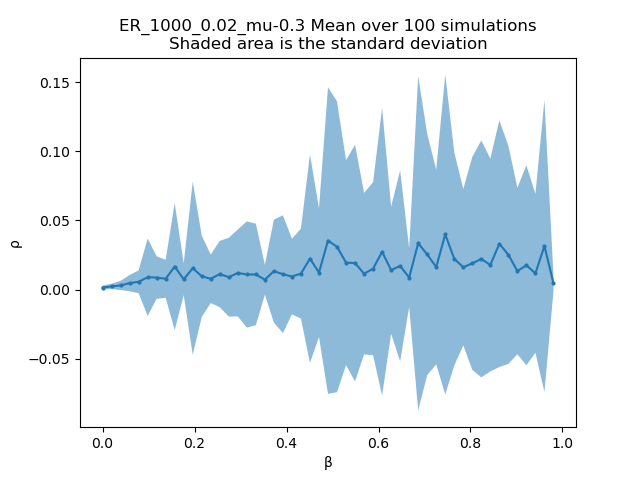 ER_1000_0.02_mu-0.3 Mean over 100 simulations
Shaded area is the standard deviation
0.15
0.10
0.05
0.00
−0.05
ρ
0.0 0.2 0.4 0.6 0.8 1.0
β